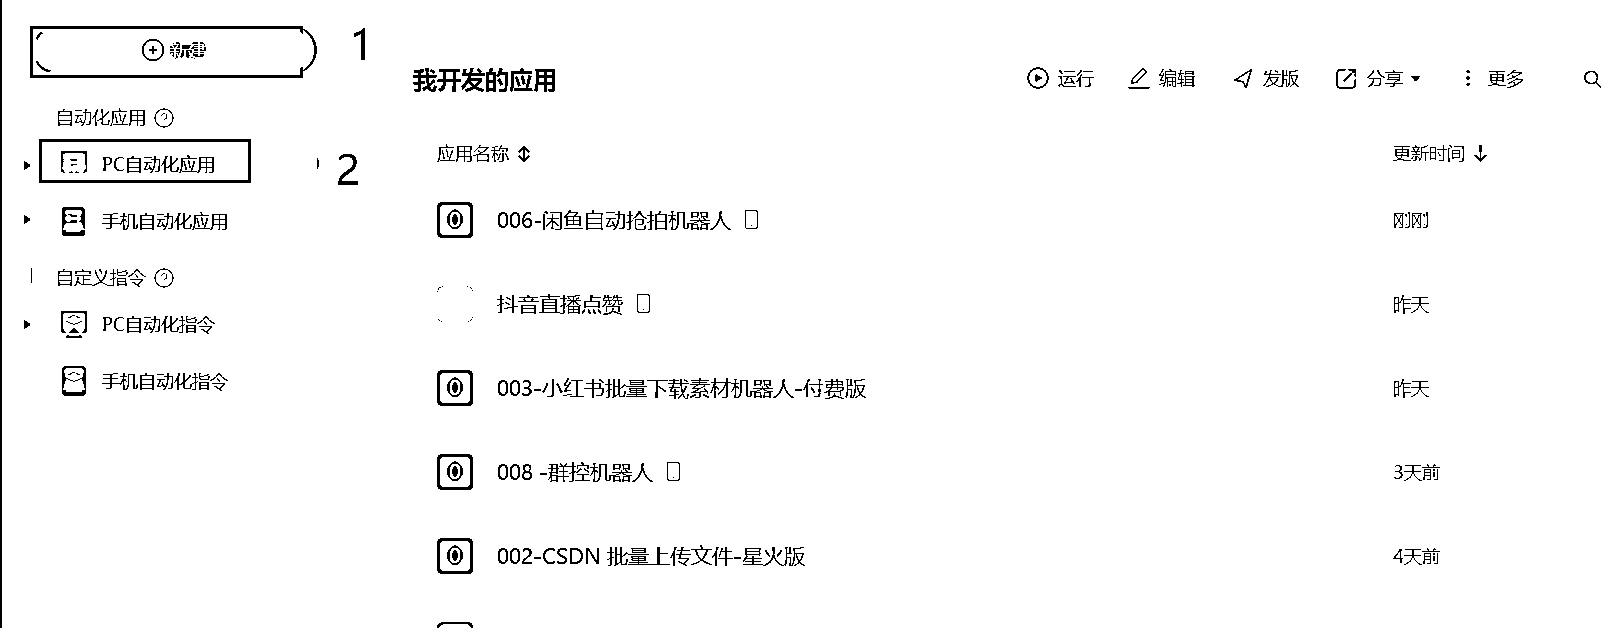 新建
1
自动化应用
PC自动化应用
2
手机自动化应用
自定义指令
PC自动化指令
手机自动化指令
我开发的应用
运行 编辑 发版 分享 更多
应用名称 更新时间
006-闲鱼自动抢拍机器人 刚刚
抖音直播点赞 昨天
003-小红书批量下载素材机器人-付费版 昨天
008 -群控机器人 3天前
002-CSDN 批量上传文件-星火版 4天前